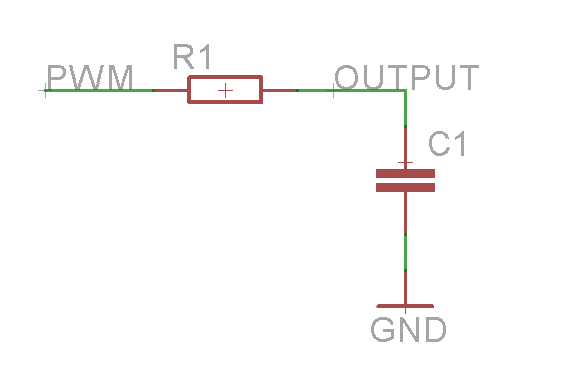 R1
PWM
OUTPUT
C1
GND